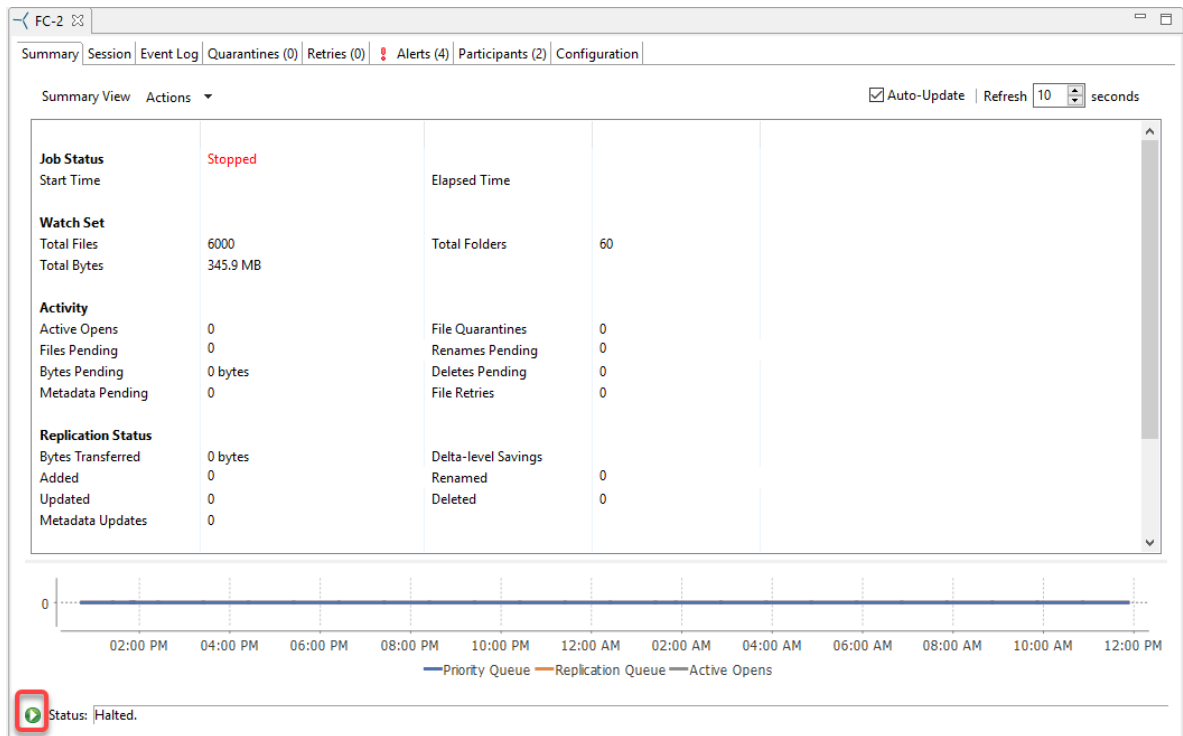 FC-2
Summary Session Event Log Quarantines (0) Retries (0) Alerts (4) Participants (2) Configuration
Summary View Actions Auto-Update | Refresh 10 seconds
Job Status Stopped
Start Time Elapsed Time
Watch Set
Total Files 6000 Total Folders 60
Total Bytes 345.9 MB
Activity
Active Opens 0 File Quarantines 0
Files Pending 0 Renames Pending 0
Bytes Pending 0 bytes Deletes Pending 0
Metadata Pending 0 File Retries 0
Replication Status
Bytes Transferred 0 bytes Delta-level Savings
Added 0 Renamed 0
Updated 0 Deleted 0
Metadata Updates 0
0
02:00 PM 04:00 PM 06:00 PM 08:00 PM 10:00 PM 12:00 AM 02:00 AM 04:00 AM 06:00 AM 08:00 AM 10:00 AM 12:00 PM
Priority Queue Replication Queue Active Opens
Status: Halted.